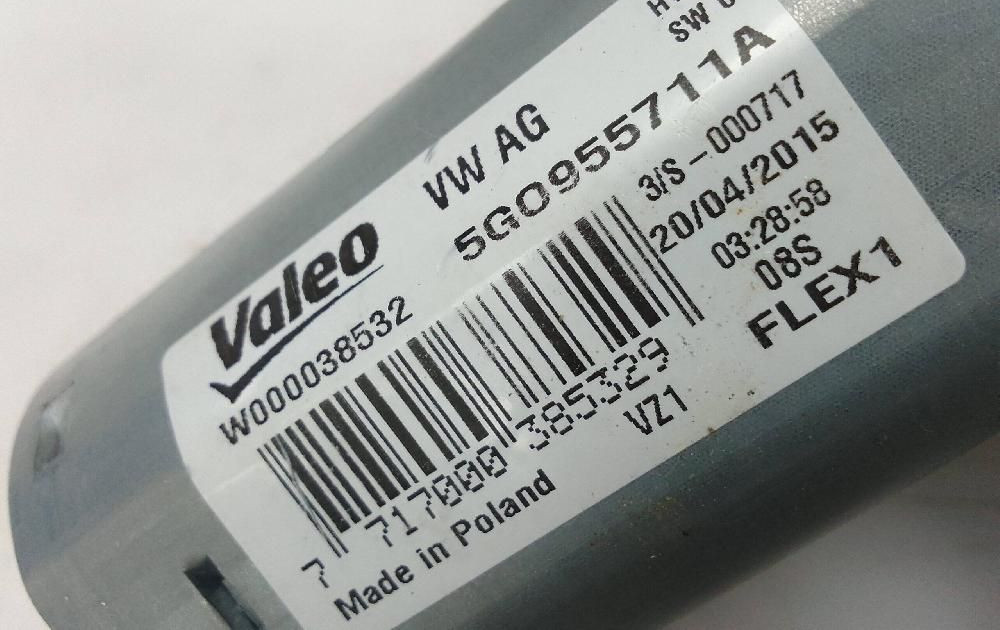 Valeo
VW AG
W000038532
5G0955711A
3/S-000717
20/04/2015
03:28:58
08S
FLEX1
7 717000 385329
VZ1
Made in Poland
SW